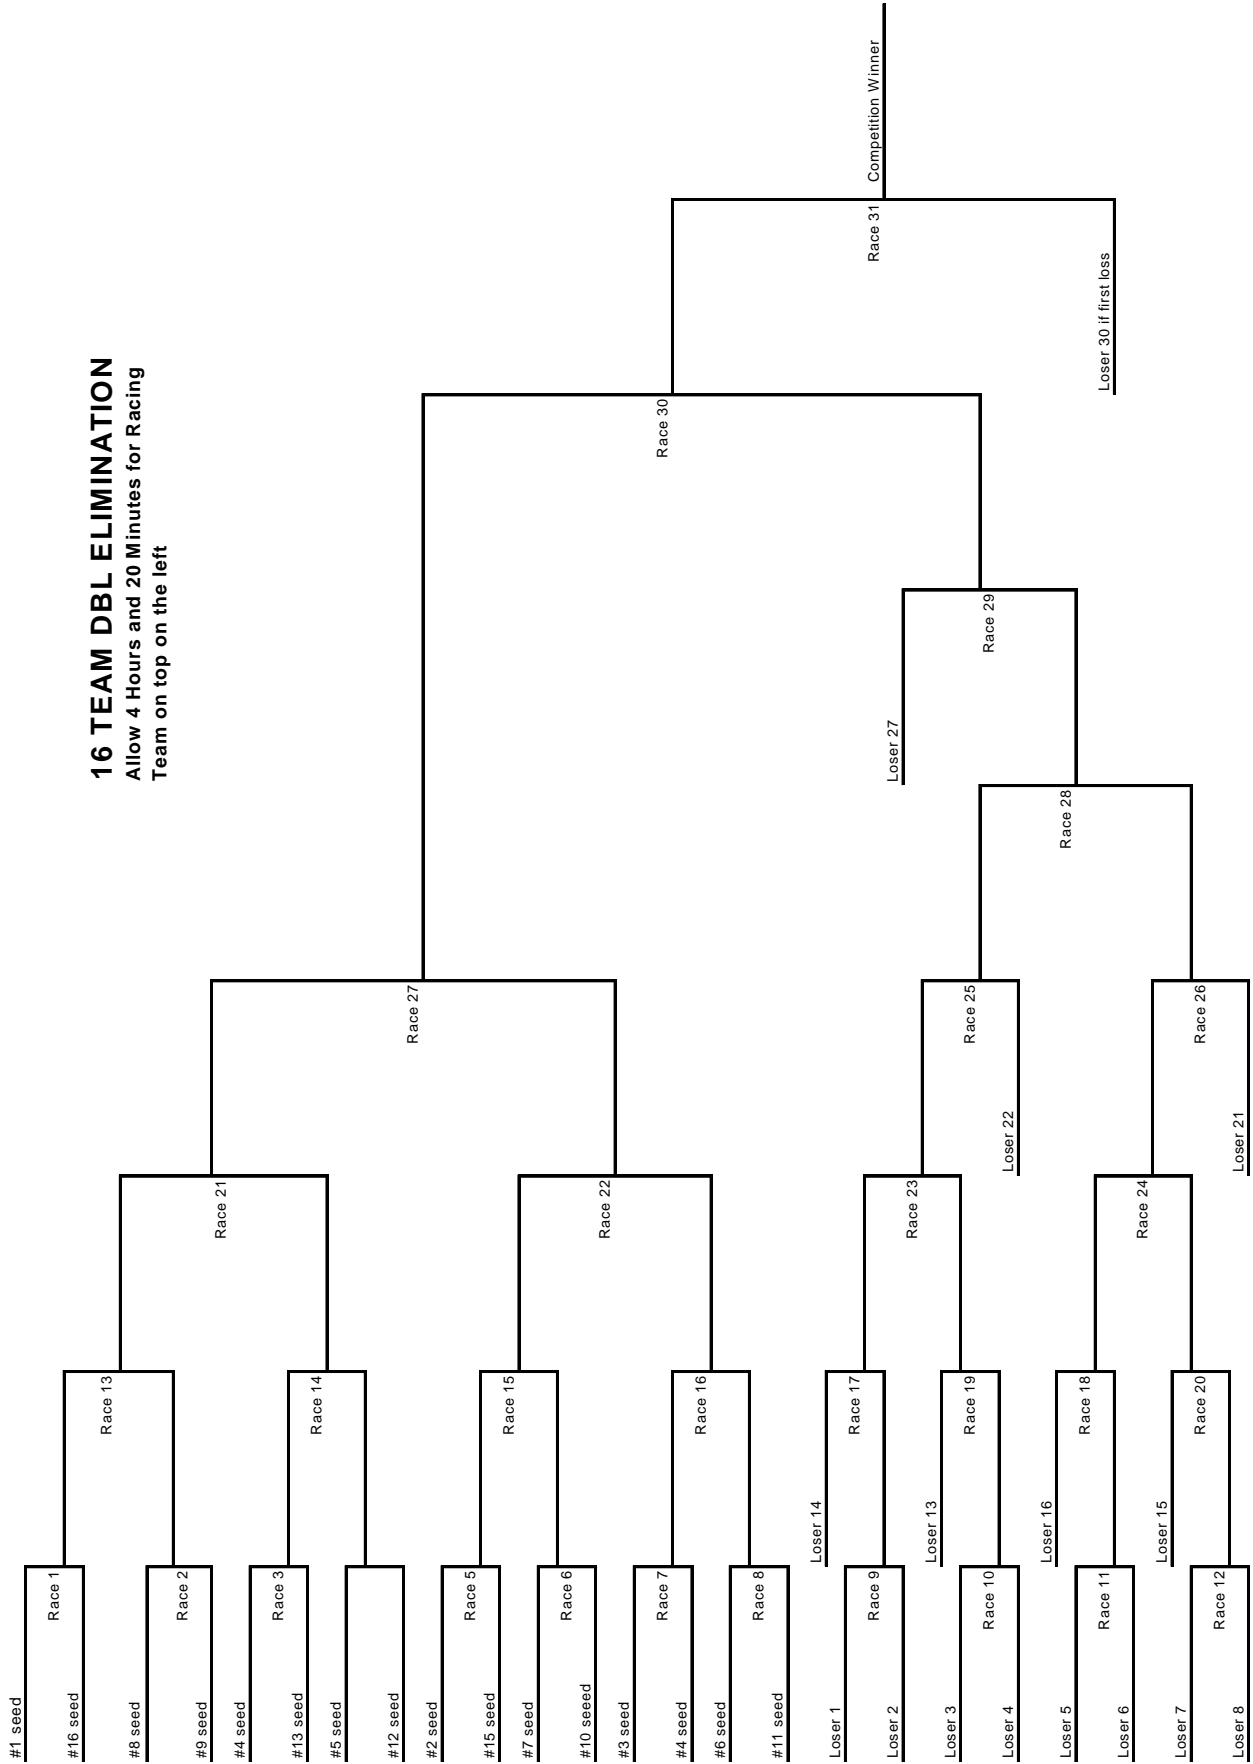 16 TEAM DBL ELIMINATION
Allow 4 Hours and 20 Minutes for Racing
Team on top on the left
#1 seed
Race 1
#16 seed
#8 seed
Race 2
#9 seed
#4 seed
Race 3
#13 seed
#5 seed
#12 seed
#2 seed
Race 5
#15 seed
#7 seed
Race 6
#10 seeed
#3 seed
Race 7
#4 seed
#6 seed
Race 8
#11 seed
Loser 1
Race 9
Loser 2
Loser 3
Race 10
Loser 4
Loser 5
Race 11
Loser 6
Loser 7
Race 12
Loser 8
Race 13
Race 14
Race 15
Race 16
Loser 14
Race 17
Loser 13
Race 19
Loser 16
Race 18
Loser 15
Race 20
Race 21
Race 22
Race 23
Race 24
Race 27
Race 25
Loser 22
Race 26
Loser 21
Race 28
Loser 27
Race 29
Race 30
Race 31
Loser 30 if first loss
Competition Winner